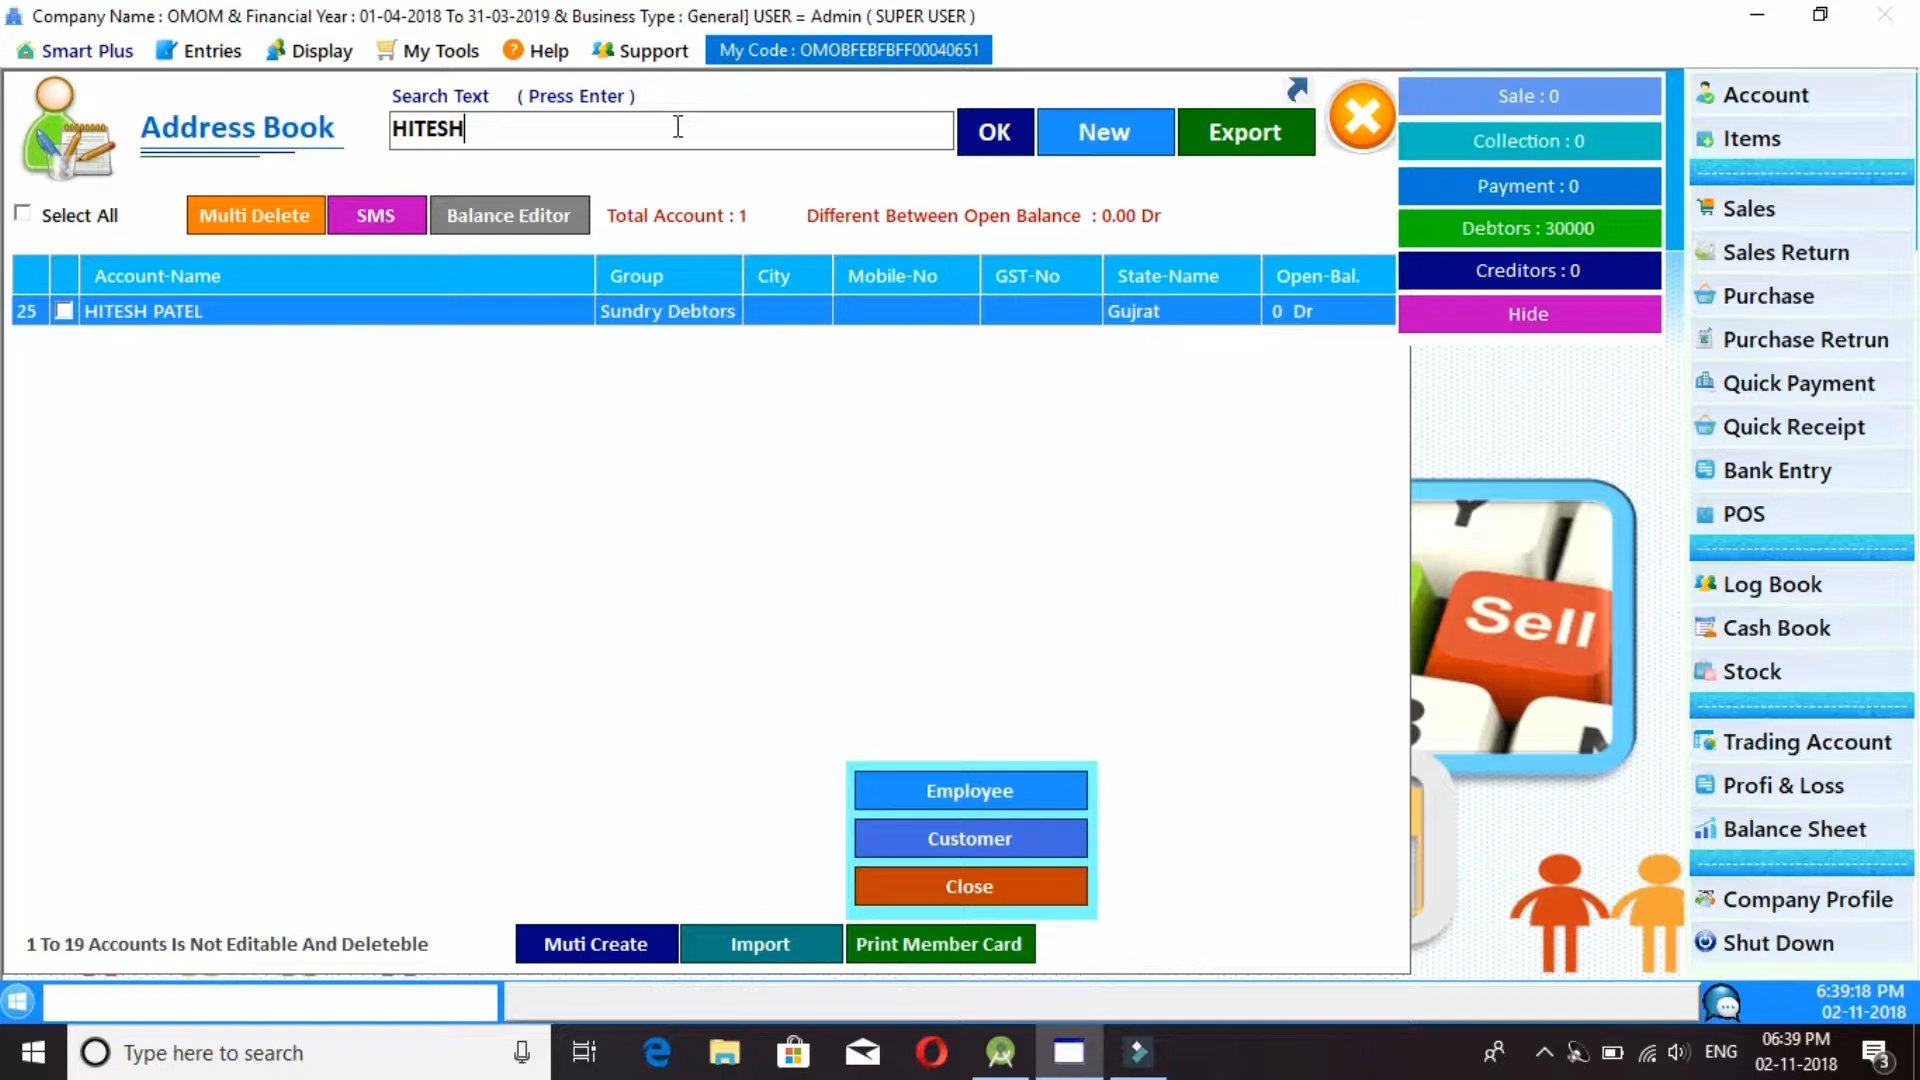 Company Name : OMOM & Financial Year : 01-04-2018 To 31-03-2019 & Business Type : General] USER = Admin ( SUPER USER )
Smart Plus Entries Display My Tools Help Support My Code : OMOBFEBFBFF00040651
Search Text ( Press Enter )
Address Book
HITESH
OK New Export
Select All Multi Delete SMS Balance Editor Total Account : 1 Different Between Open Balance : 0.00 Dr
Account-Name Group City Mobile-No GST-No State-Name Open-Bal.
25 HITESH PATEL Sundry Debtors Gujrat 0 Dr
Sale : 0
Collection : 0
Payment : 0
Debtors : 30000
Creditors : 0
Hide
Account
Items
Sales
Sales Return
Purchase
Purchase Retrun
Quick Payment
Quick Receipt
Bank Entry
POS
Log Book
Cash Book
Stock
Trading Account
Profi & Loss
Balance Sheet
Company Profile
Shut Down
Sell
Employee
Customer
Close
1 To 19 Accounts Is Not Editable And Deleteble
Muti Create Import Print Member Card
6:39:18 PM
02-11-2018
Type here to search
ENG
06:39 PM
02-11-2018
3